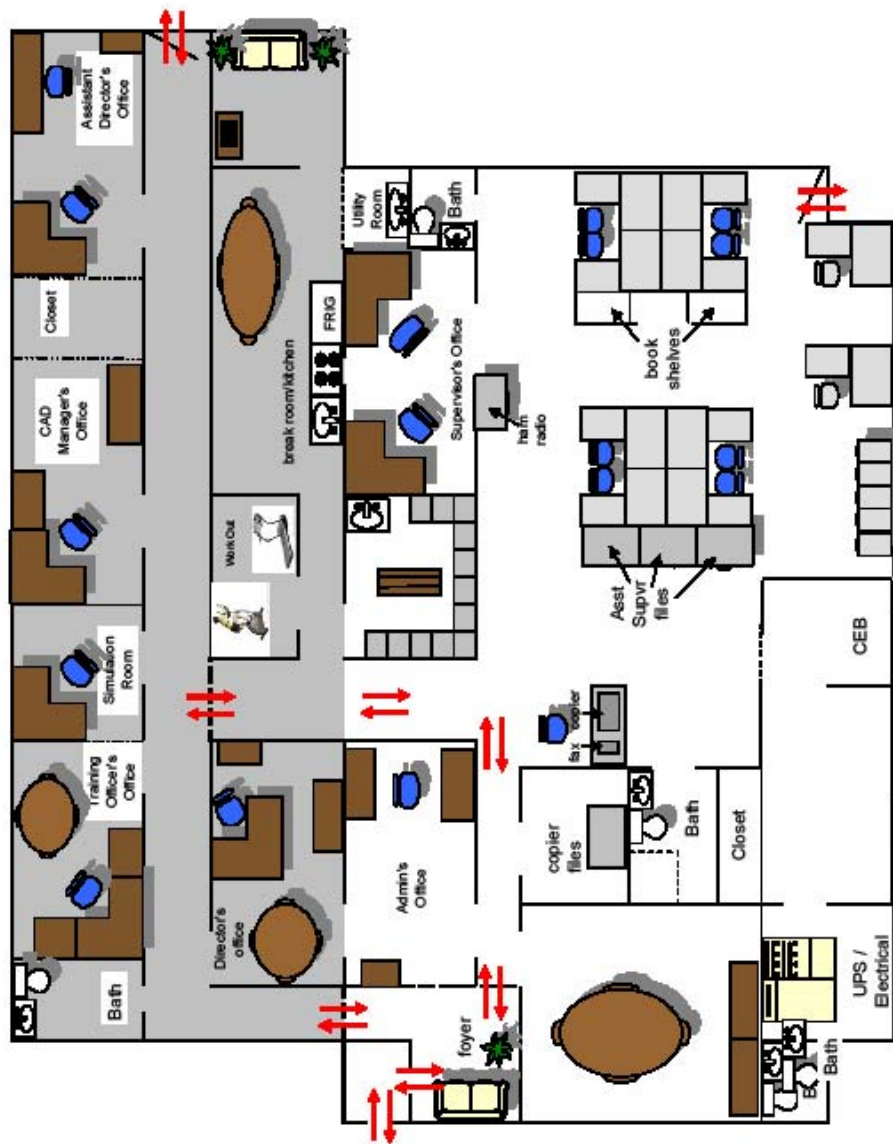 Bath
Training
Officer's
Office
Simulation
Room
CAD
Manager's
Office
Closet
Assistant
Director's
Office
Director's
office
WorkOut
break room/kitchen
FRIG
Utility
Room
Bath
Admin's
Office
Supervisor's Office
foyer
ham
radio
copier
files
fax
copier
Asst
Supvr
files
book
shelves
Bath
Closet
Bath
UPS /
Electrical
CEB